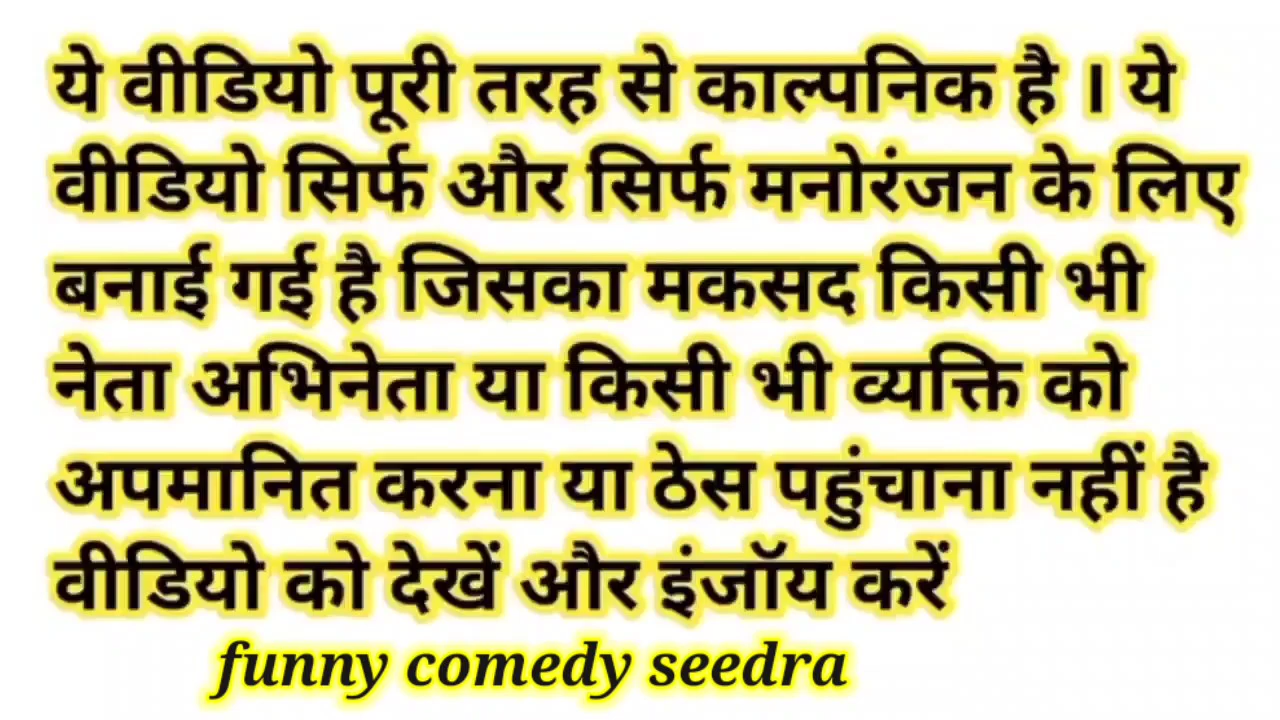 ये वीडियो पूरी तरह से काल्पनिक है । ये
वीडियो सिर्फ और सिर्फ मनोरंजन के लिए
बनाई गई है जिसका मकसद किसी भी
नेता अभिनेता या किसी भी व्यक्ति को
अपमानित करना या ठेस पहुंचाना नहीं है
वीडियो को देखें और इंजॉय करें
funny comedy seedra